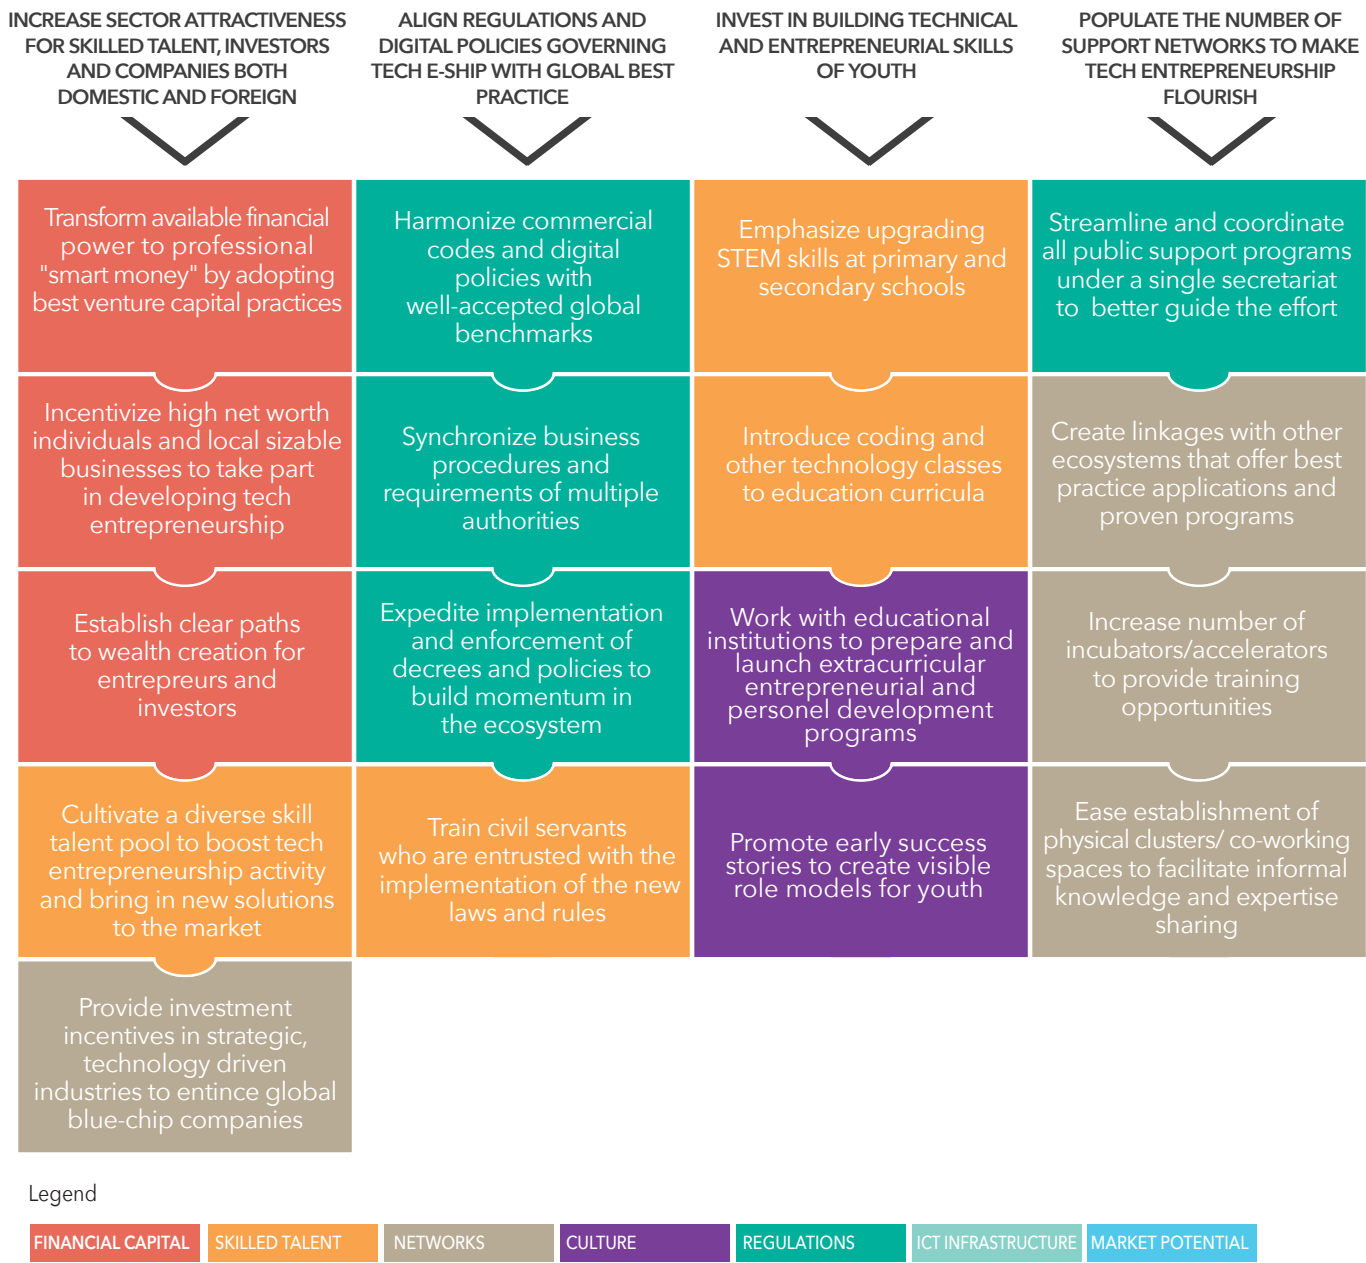 INCREASE SECTOR ATTRACTIVENESS
FOR SKILLED TALENT, INVESTORS
AND COMPANIES BOTH
DOMESTIC AND FOREIGN
Transform available financial
power to professional
"smart money" by adopting
best venture capital practices
Incentivize high net worth
individuals and local sizable
businesses to take part
in developing tech
entrepreneurship
Establish clear paths
to wealth creation for
entrepreurs and
investors
Cultivate a diverse skill
talent pool to boost tech
entrepreneurship activity
and bring in new solutions
to the market
Provide investment
incentives in strategic,
technology driven
industries to entince global
blue-chip companies
ALIGN REGULATIONS AND
DIGITAL POLICIES GOVERNING
TECH E-SHIP WITH GLOBAL BEST
PRACTICE
Harmonize commercial
codes and digital
policies with
well-accepted global
benchmarks
Synchronize business
procedures and
requirements of multiple
authorities
Expedite implementation
and enforcement of
decrees and policies to
build momentum in
the ecosystem
Train civil servants
who are entrusted with the
implementation of the new
laws and rules
INVEST IN BUILDING TECHNICAL
AND ENTREPRENEURIAL SKILLS
OF YOUTH
Emphasize upgrading
STEM skills at primary and
secondary schools
Introduce coding and
other technology classes
to education curricula
Work with educational
institutions to prepare and
launch extracurricular
entrepreneurial and
personel development
programs
Promote early success
stories to create visible
role models for youth
POPULATE THE NUMBER OF
SUPPORT NETWORKS TO MAKE
TECH ENTREPRENEURSHIP
FLOURISH
Streamline and coordinate
all public support programs
under a single secretariat
to better guide the effort
Create linkages with other
ecosystems that offer best
practice applications and
proven programs
Increase number of
incubators/accelerators
to provide training
opportunities
Ease establishment of
physical clusters/ co-working
spaces to facilitate informal
knowledge and expertise
sharing
Legend
FINANCIAL CAPITAL
SKILLED TALENT
NETWORKS
CULTURE
REGULATIONS
ICT INFRASTRUCTURE
MARKET POTENTIAL